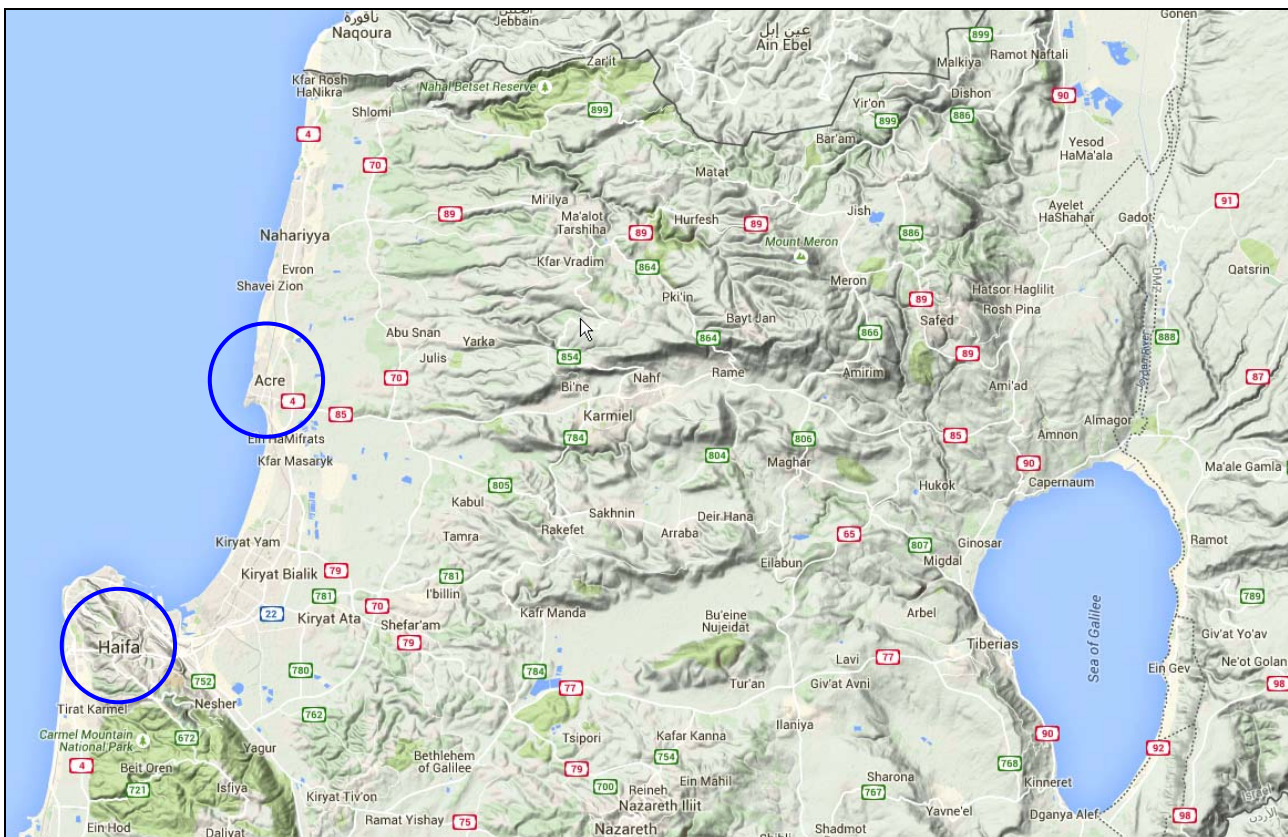 ناقورة
Naqoura
Jebbain
عين إبل
Ain Ebel
Gonen
899
Ramot Naftali
Malkiya
Zar'it
Kfar Rosh
HaNikra
Nahal Betset Reserve
Dishon
90
Shlomi
899
Yir'on
899
886
4
Bar'am
Yesod
HaMa'ala
70
Matat
Mi'ilya
89
Ma'alot
Tarshiha
Hurfesh
89
89
Jish
Ayelet
HaShahar
Gadot
91
Nahariyya
886
Mount Meron
Evron
Kfar Vradim
864
Meron
Qatsrin
Shavei Zion
DMZ
Pki'in
89
Hatsor Haglilit
Rosh Pina
Safed
Bayt Jan
Abu Snan
Yarka
864
866
888
Julis
854
89
Acre
70
Bi'ne
Nahf
Rame
Amirim
Ami'ad
87
Jordan River
4
85
Karmiel
Almagor
Ein HaMifrats
784
806
85
Amnon
Kfar Masaryk
804
Maghar
90
Ma'ale Gamla
805
Hukok
Capernaum
Kabul
Sakhnin
Deir Hana
Rakefet
Arraba
65
Tamra
Kiryat Yam
807
Ginosar
Ramot
Migdal
Eilabun
Kiryat Bialik
79
781
I'billin
781
789
22
Kiryat Ata
70
Kafr Manda
Bu'eine
Nujeidat
Arbel
Shefar'am
79
Giv'at Yo'av
Haifa
Tiberias
Sea of Galilee
Lavi
77
Ne'ot Golan
780
784
Ein Gev
752
77
Tur'an
Giv'at Avni
98
Nesher
Tirat Karmel
762
Ilaniya
Carmel Mountain
National Park
672
Tsipori
Kafar Kanna
90
92
Yagur
Bethlehem
of Galilee
754
4
Beit Oren
79
768
721
Isfiya
700
Reineh
Ein Mahil
Sharona
Kinneret
Kiryat Tiv'on
Nazareth Illit
767
Yavne'el
Ein Hod
Daliyat
Ramat Yishay
75
Nazareth
Shadmot
Dganya Alef
98